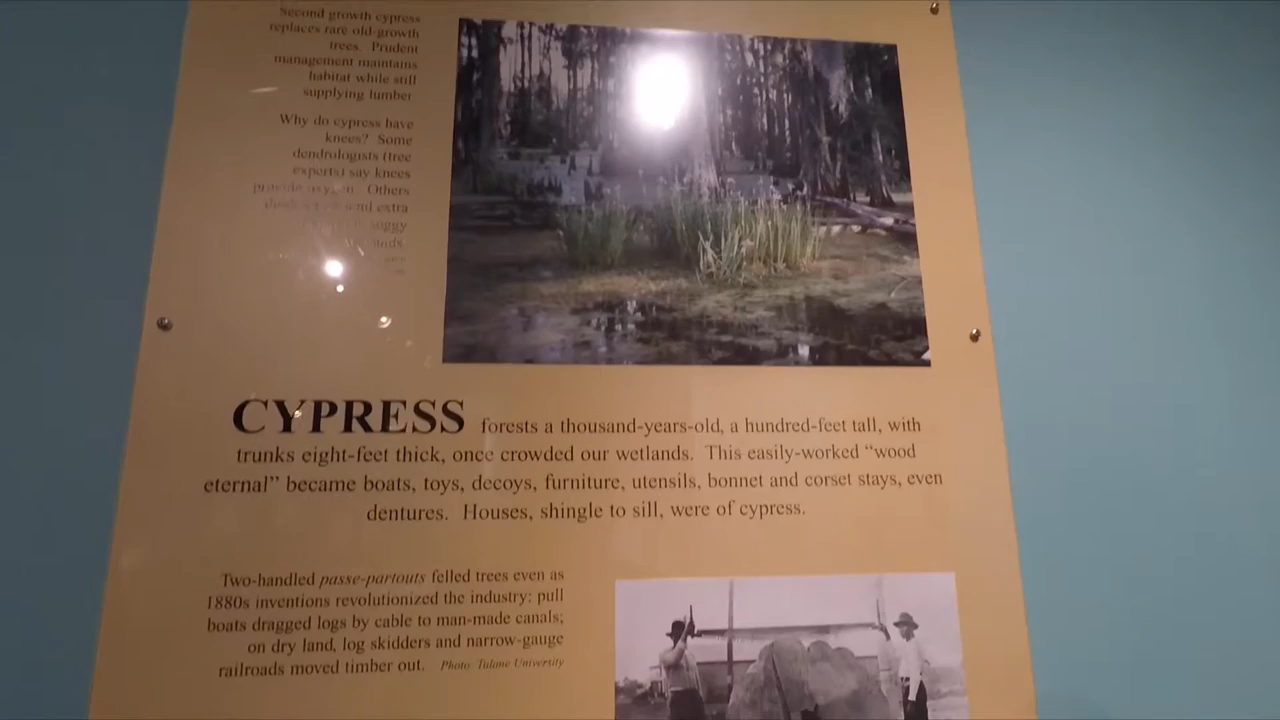 Second growth cypress
replaces rare old-growth
trees. Prudent
management maintains
habitat while still
supplying lumber
Why do cypress have
knees? Some
dendrologists (tree
experts) say knees
provide oxygen. Others
extra
soggy
CYPRESS forests a thousand-years-old, a hundred-feet tall, with
trunks eight-feet thick, once crowded our wetlands. This easily-worked “wood
eternal” became boats, toys, decoys, furniture, utensils, bonnet and corset stays, even
dentures. Houses, shingle to sill, were of cypress.
Two-handled passe-partouts felled trees even as
1880s inventions revolutionized the industry: pull
boats dragged logs by cable to man-made canals;
on dry land, log skidders and narrow-gauge
railroads moved timber out. Photo: Tulane University